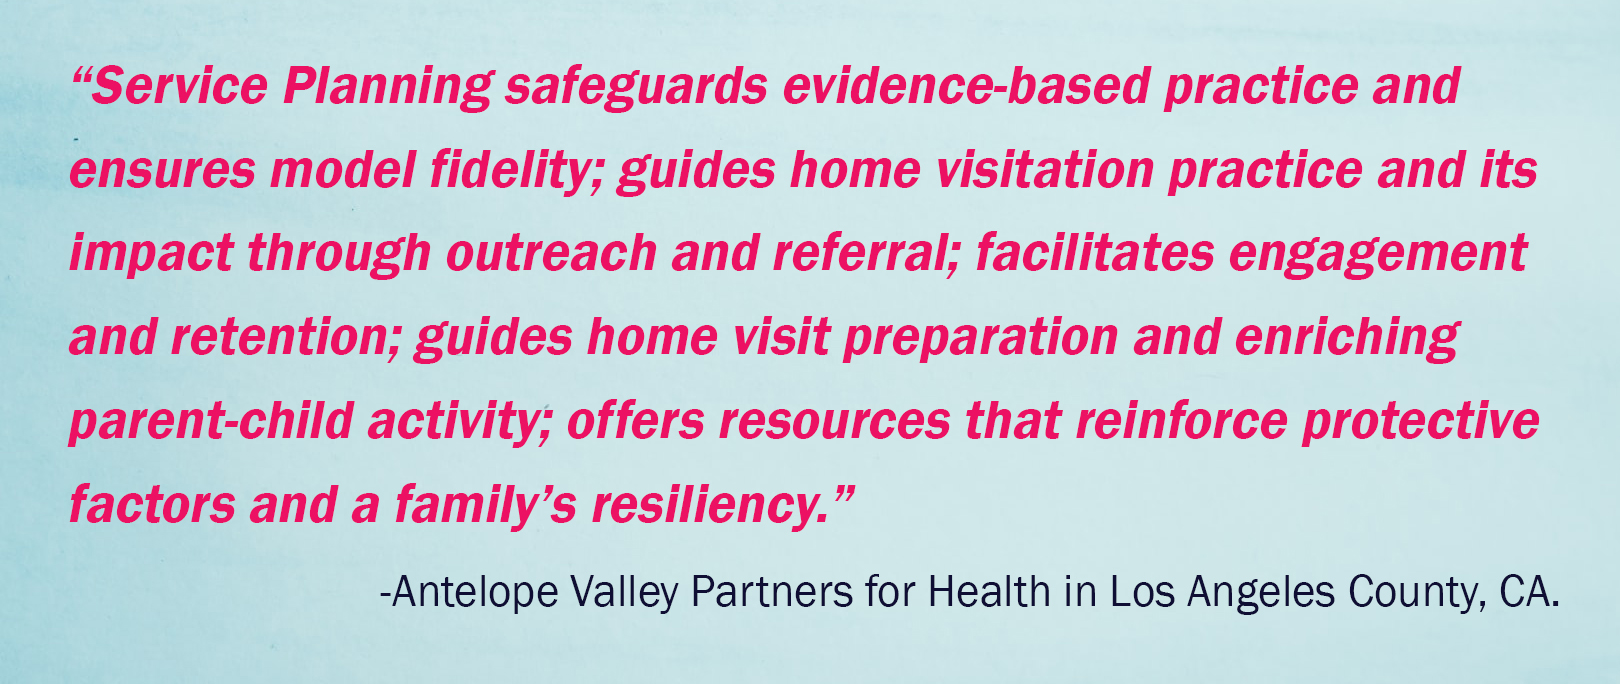 “Service Planning safeguards evidence-based practice and
ensures model fidelity; guides home visitation practice and its
impact through outreach and referral; facilitates engagement
and retention; guides home visit preparation and enriching
parent-child activity; offers resources that reinforce protective
factors and a family’s resiliency.”
-Antelope Valley Partners for Health in Los Angeles County, CA.